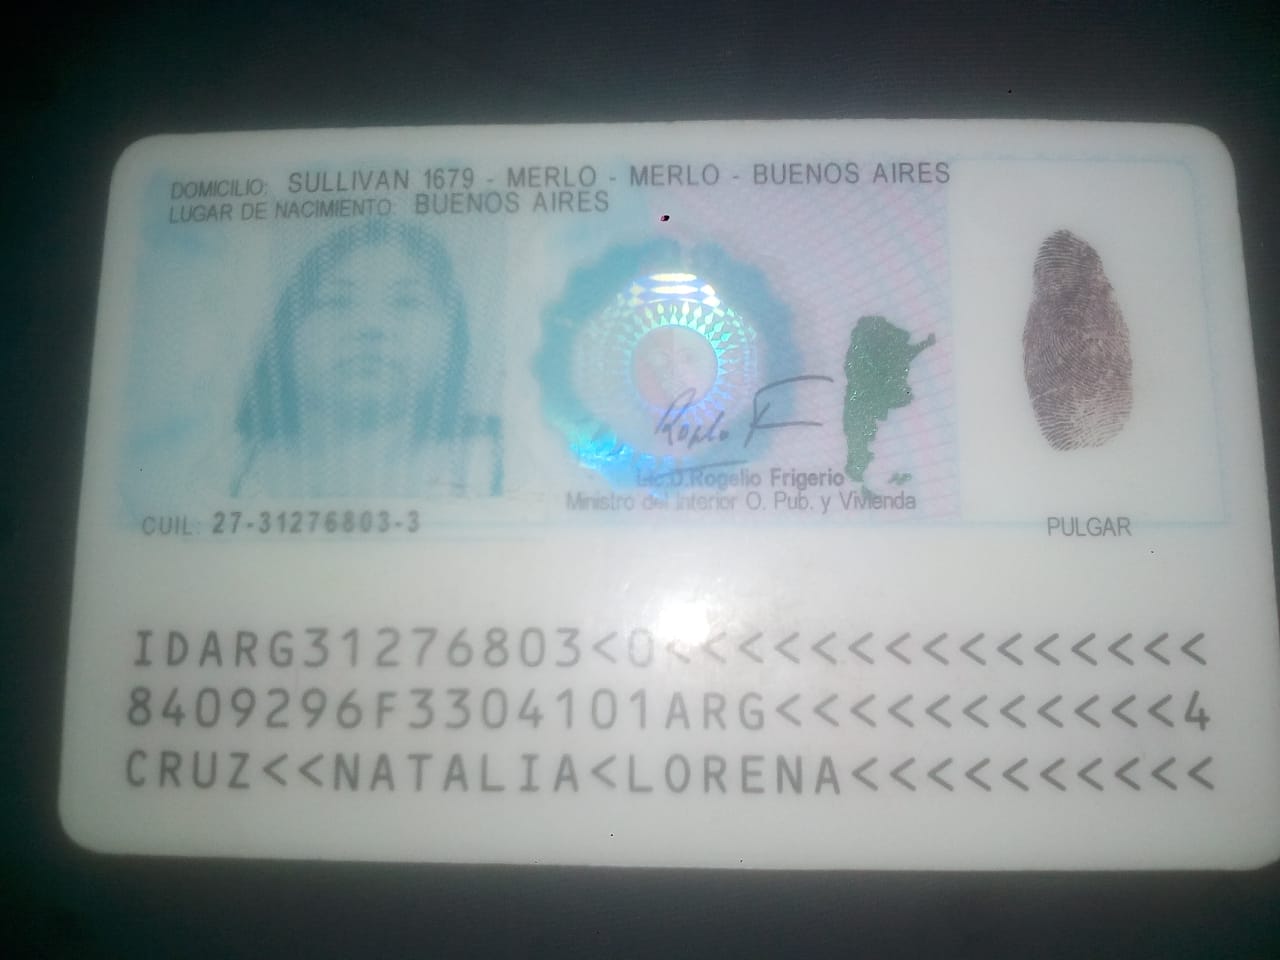 DOMICILIO: SULLIVAN 1679 - MERLO - MERLO - BUENOS AIRES
LUGAR DE NACIMIENTO: BUENOS AIRES
Lic. D. Rogelio Frigerio
Ministro del Interior O. Pub. y Vivienda
CUIL: 27-31276803-3
PULGAR
IDARG31276803<0<<<<<<<<<<<<<<<
8409296F3304101ARG<<<<<<<<<<<4
CRUZ<<NATALIA<LORENA<<<<<<<<<<